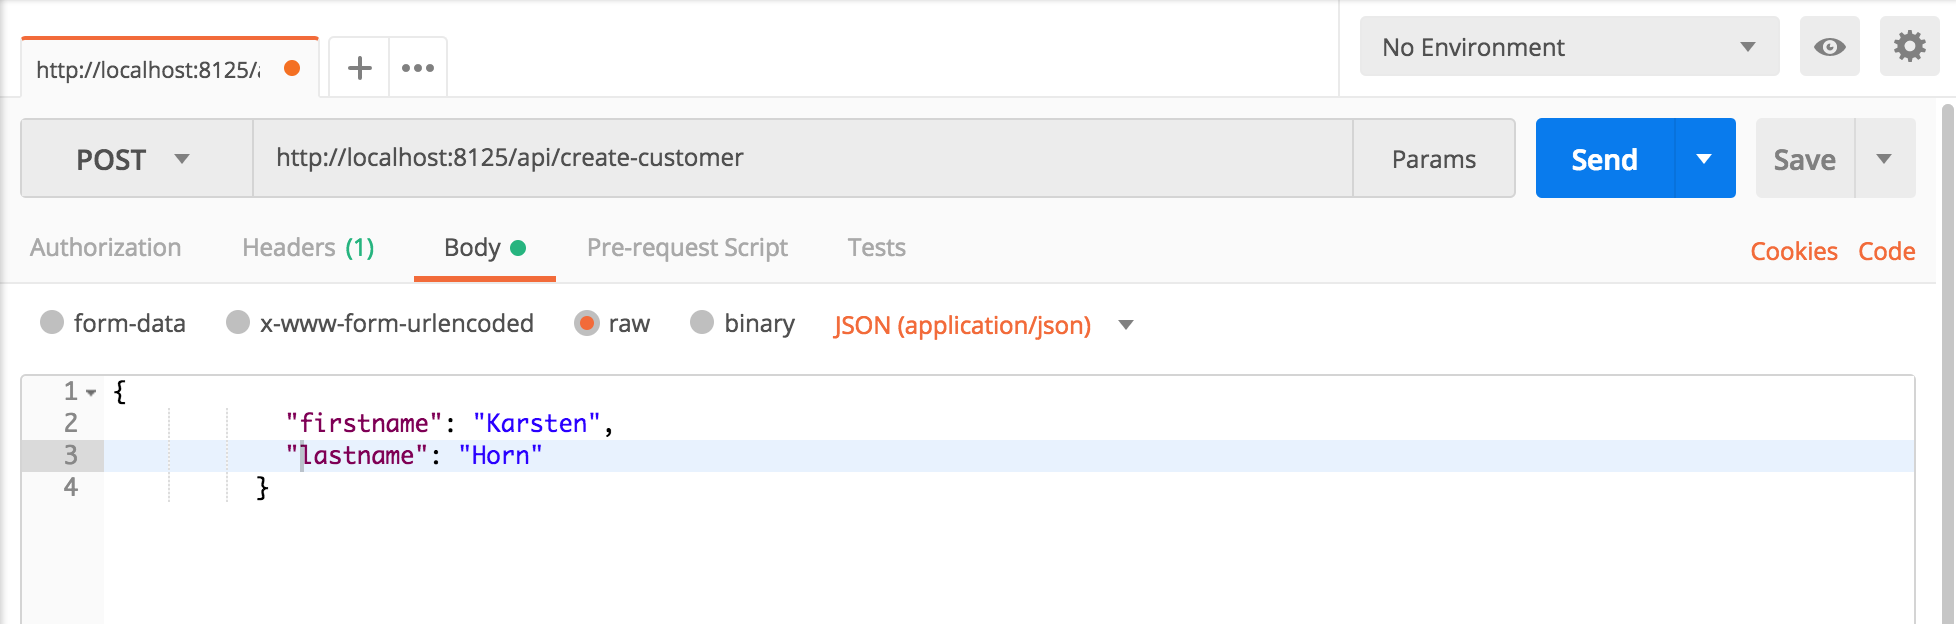 http://localhost:8125/
No Environment
POST http://localhost:8125/api/create-customer Params Send Save
Authorization Headers (1) Body Pre-request Script Tests Cookies Code
form-data x-www-form-urlencoded raw binary JSON (application/json)
1 {
2 "firstname": "Karsten",
3 "lastname": "Horn"
4 }